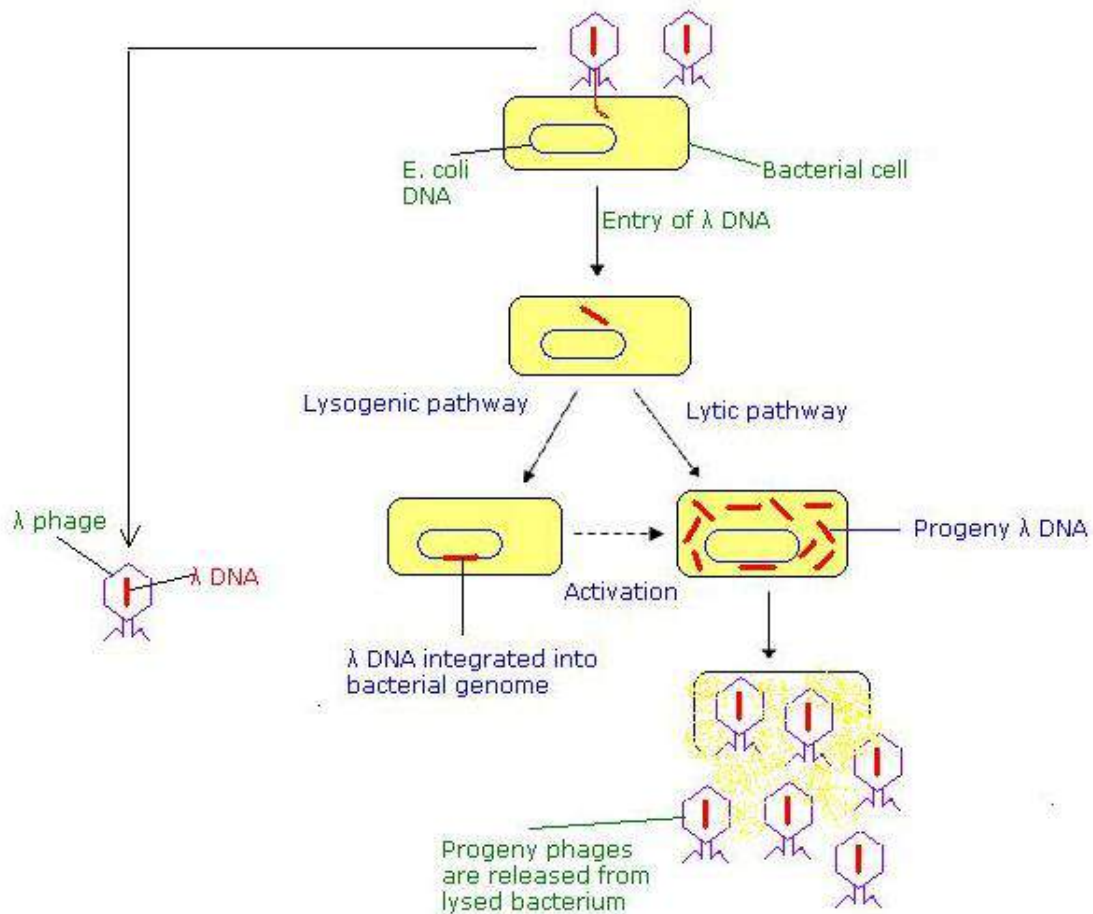 E. coli
DNA
Bacterial cell
Entry of λ DNA
Lysogenic pathway
Lytic pathway
λ phage
λ DNA
Progeny λ DNA
Activation
λ DNA integrated into
bacterial genome
Progeny phages
are released from
lysed bacterium